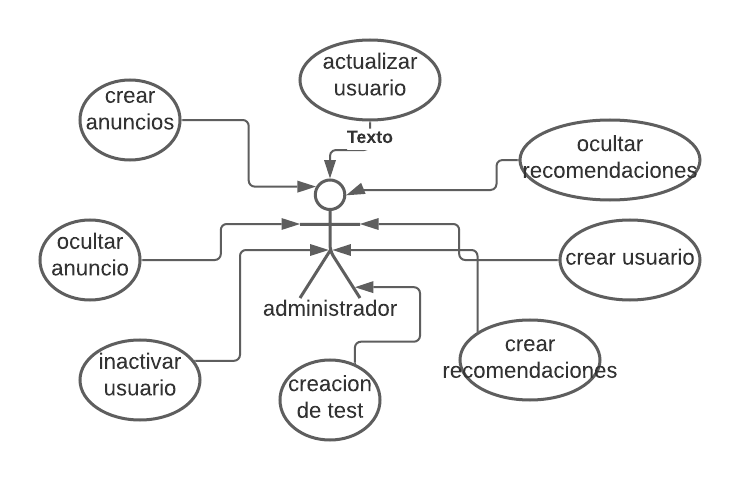 actualizar
usuario
crear
anuncios
Texto
ocultar
recomendaciones
ocultar
anuncio
crear usuario
administrador
inactivar
usuario
crear
recomendaciones
creacion
de test